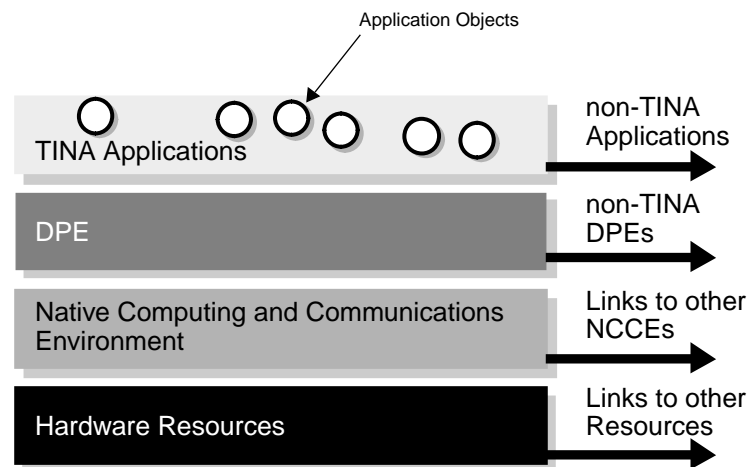 Application Objects
non-TINA
Applications
TINA Applications
non-TINA
DPEs
DPE
Links to other
NCCEs
Native Computing and Communications
Environment
Links to other
Resources
Hardware Resources